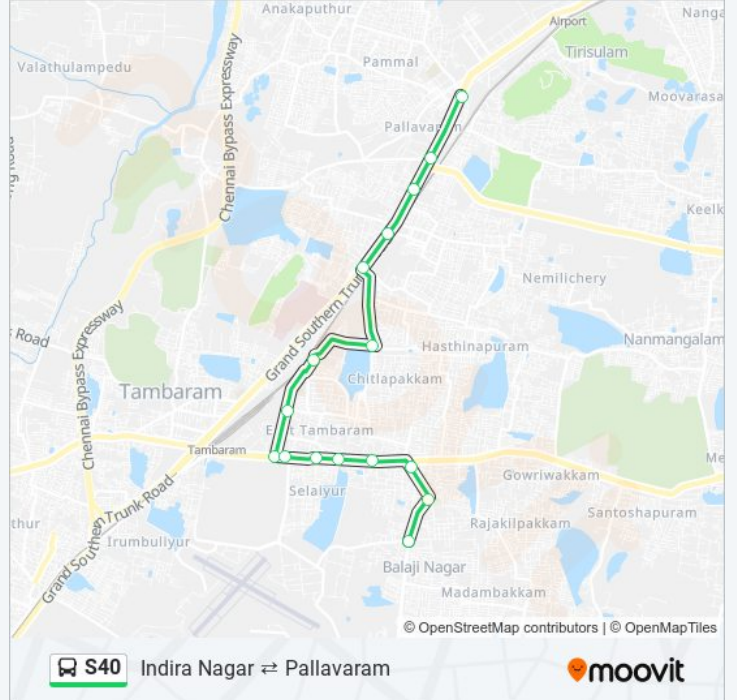 Anakaputhur
Nanga
Airport
Tirisulam
Valathulampedu
Pammal
Moovarasa
Chennai Bypass Expressway
Pallavaram
Keelk
Nemilichery
Road
Grand Southern Trunk
Nanmangalam
Hasthinapuram
Chennai Bypass Expressway
Tambaram
Chitlapakkam
East Tambaram
Tambaram
Me
Gowriwakkam
Selaiyur
Santhoshapuram
thur
Grand Southern Trunk Road
Rajakilpakkam
Irumbuliyur
Balaji Nagar
Madambakkam
© OpenStreetMap contributors | © OpenMapTiles
S40 Indira Nagar ⇄ Pallavaram
moovit